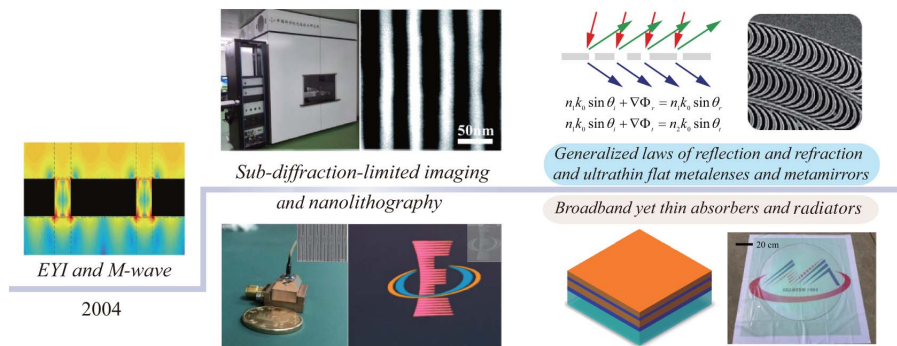 50nm
Sub-diffraction-limited imaging
and nanolithography
n₁k₀ sin θᵢ + ∇Φᵣ = n₁k₀ sin θᵣ
n₁k₀ sin θᵢ + ∇Φₜ = n₂k₀ sin θₜ
Generalized laws of reflection and refraction
and ultrathin flat metalenses and metamirrors
EYI and M-wave
2004
Broadband yet thin absorbers and radiators
20 cm